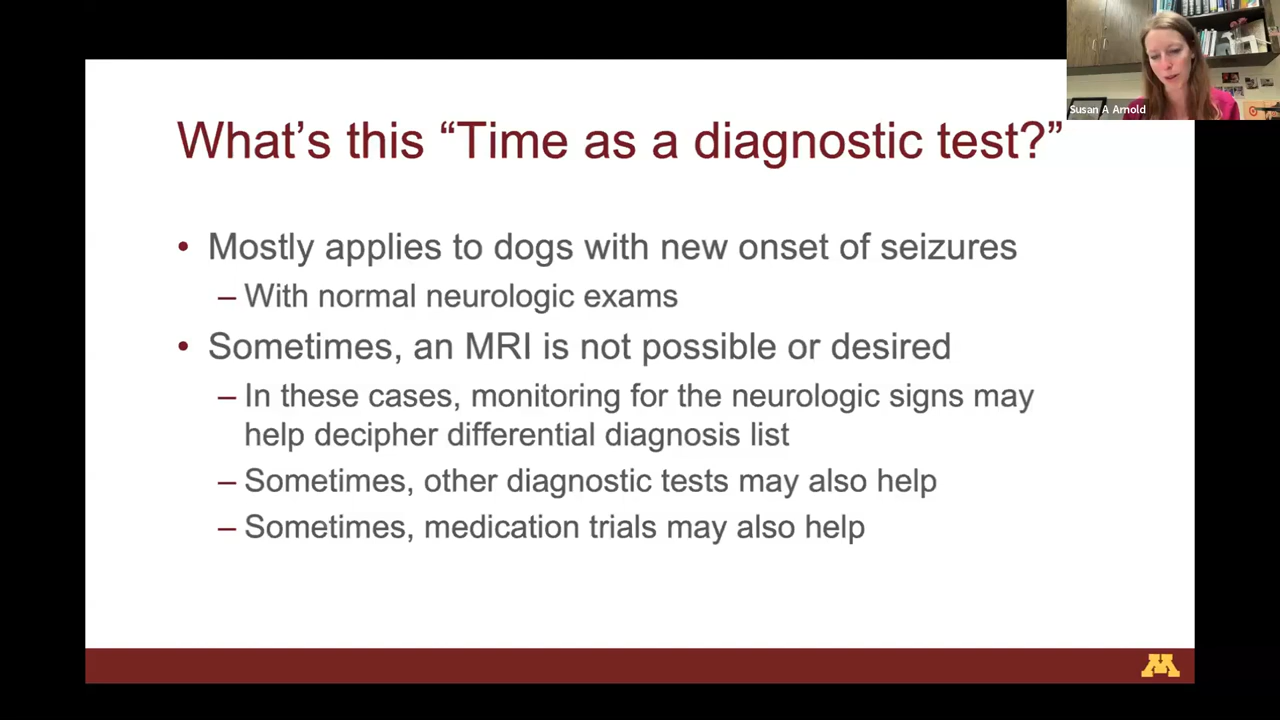 Susan A Arnold
What's this “Time as a diagnostic test?”
• Mostly applies to dogs with new onset of seizures
– With normal neurologic exams
• Sometimes, an MRI is not possible or desired
– In these cases, monitoring for the neurologic signs may
help decipher differential diagnosis list
– Sometimes, other diagnostic tests may also help
– Sometimes, medication trials may also help
M